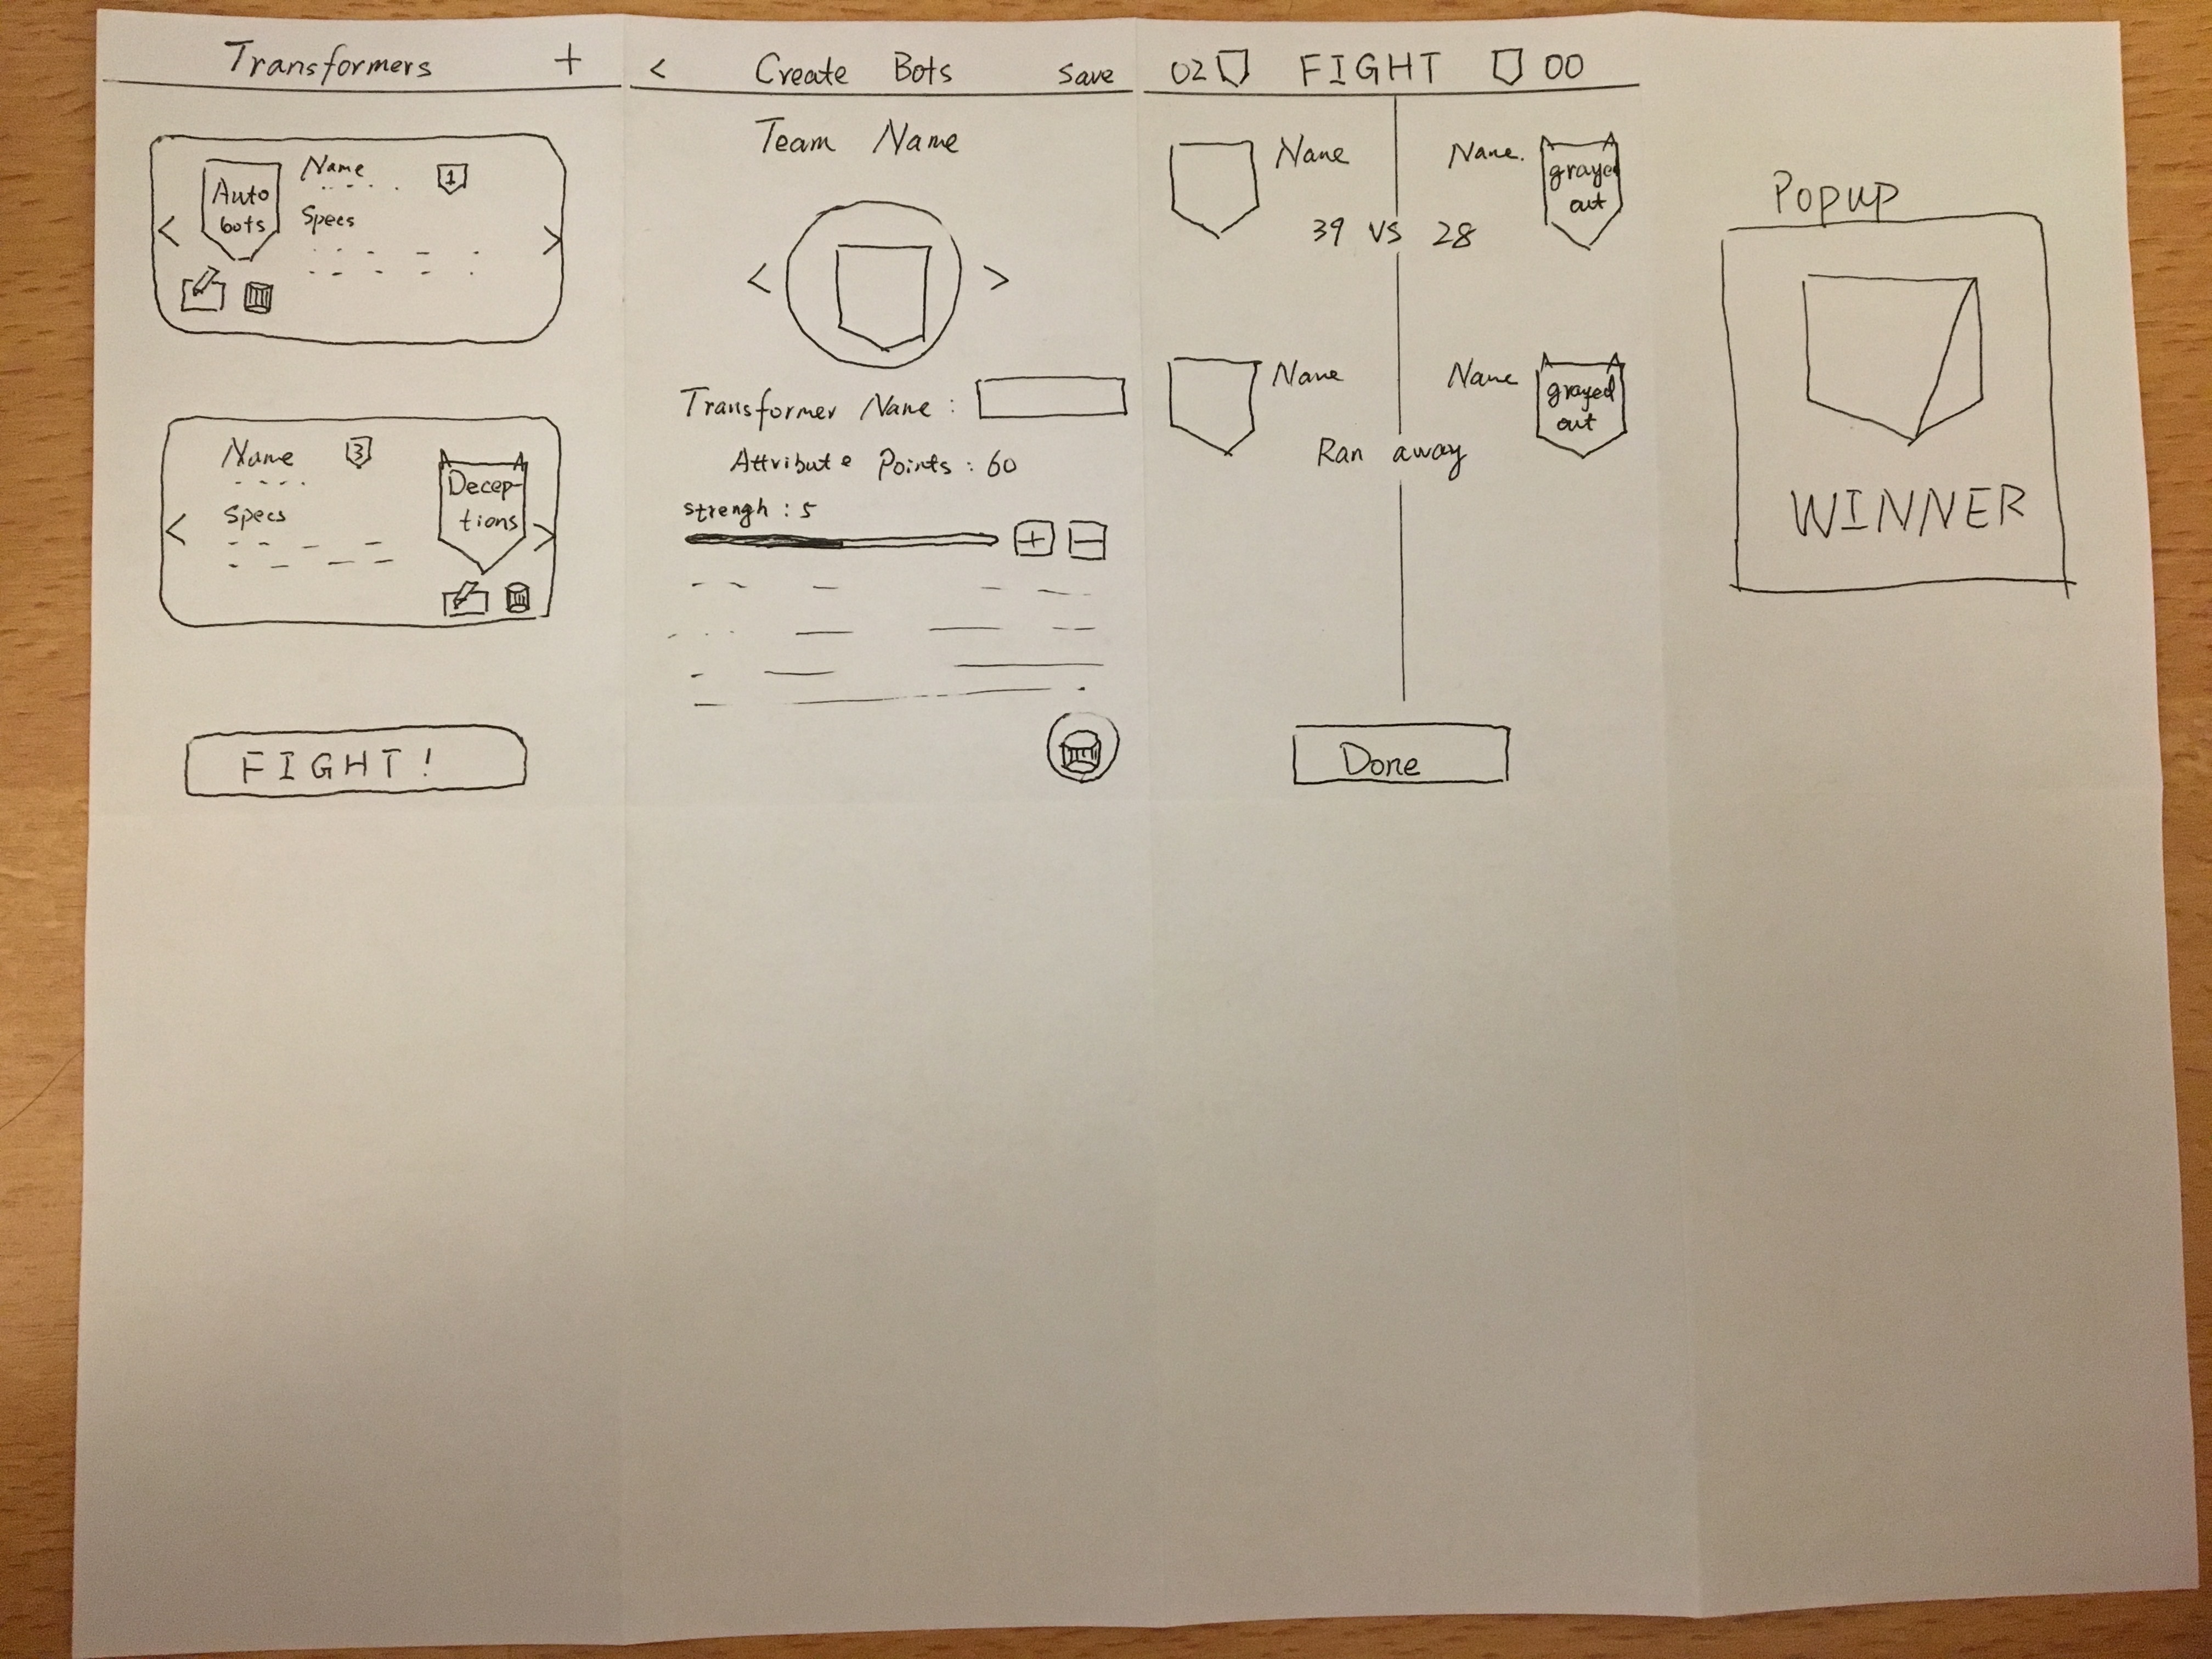 Transformers +
Auto
bots
Name
1
Specs
< >
Name
3
Specs
Decep-
tions
< >
FIGHT!
< Create Bots Save
Team Name
< >
Transformer Name :
Attribute Points : 60
Strengh : 5
+ -
02 FIGHT 00
Name Name.
grayed
out
39 VS 28
Name Name
grayed
out
Ran away
Done
Popup
WINNER